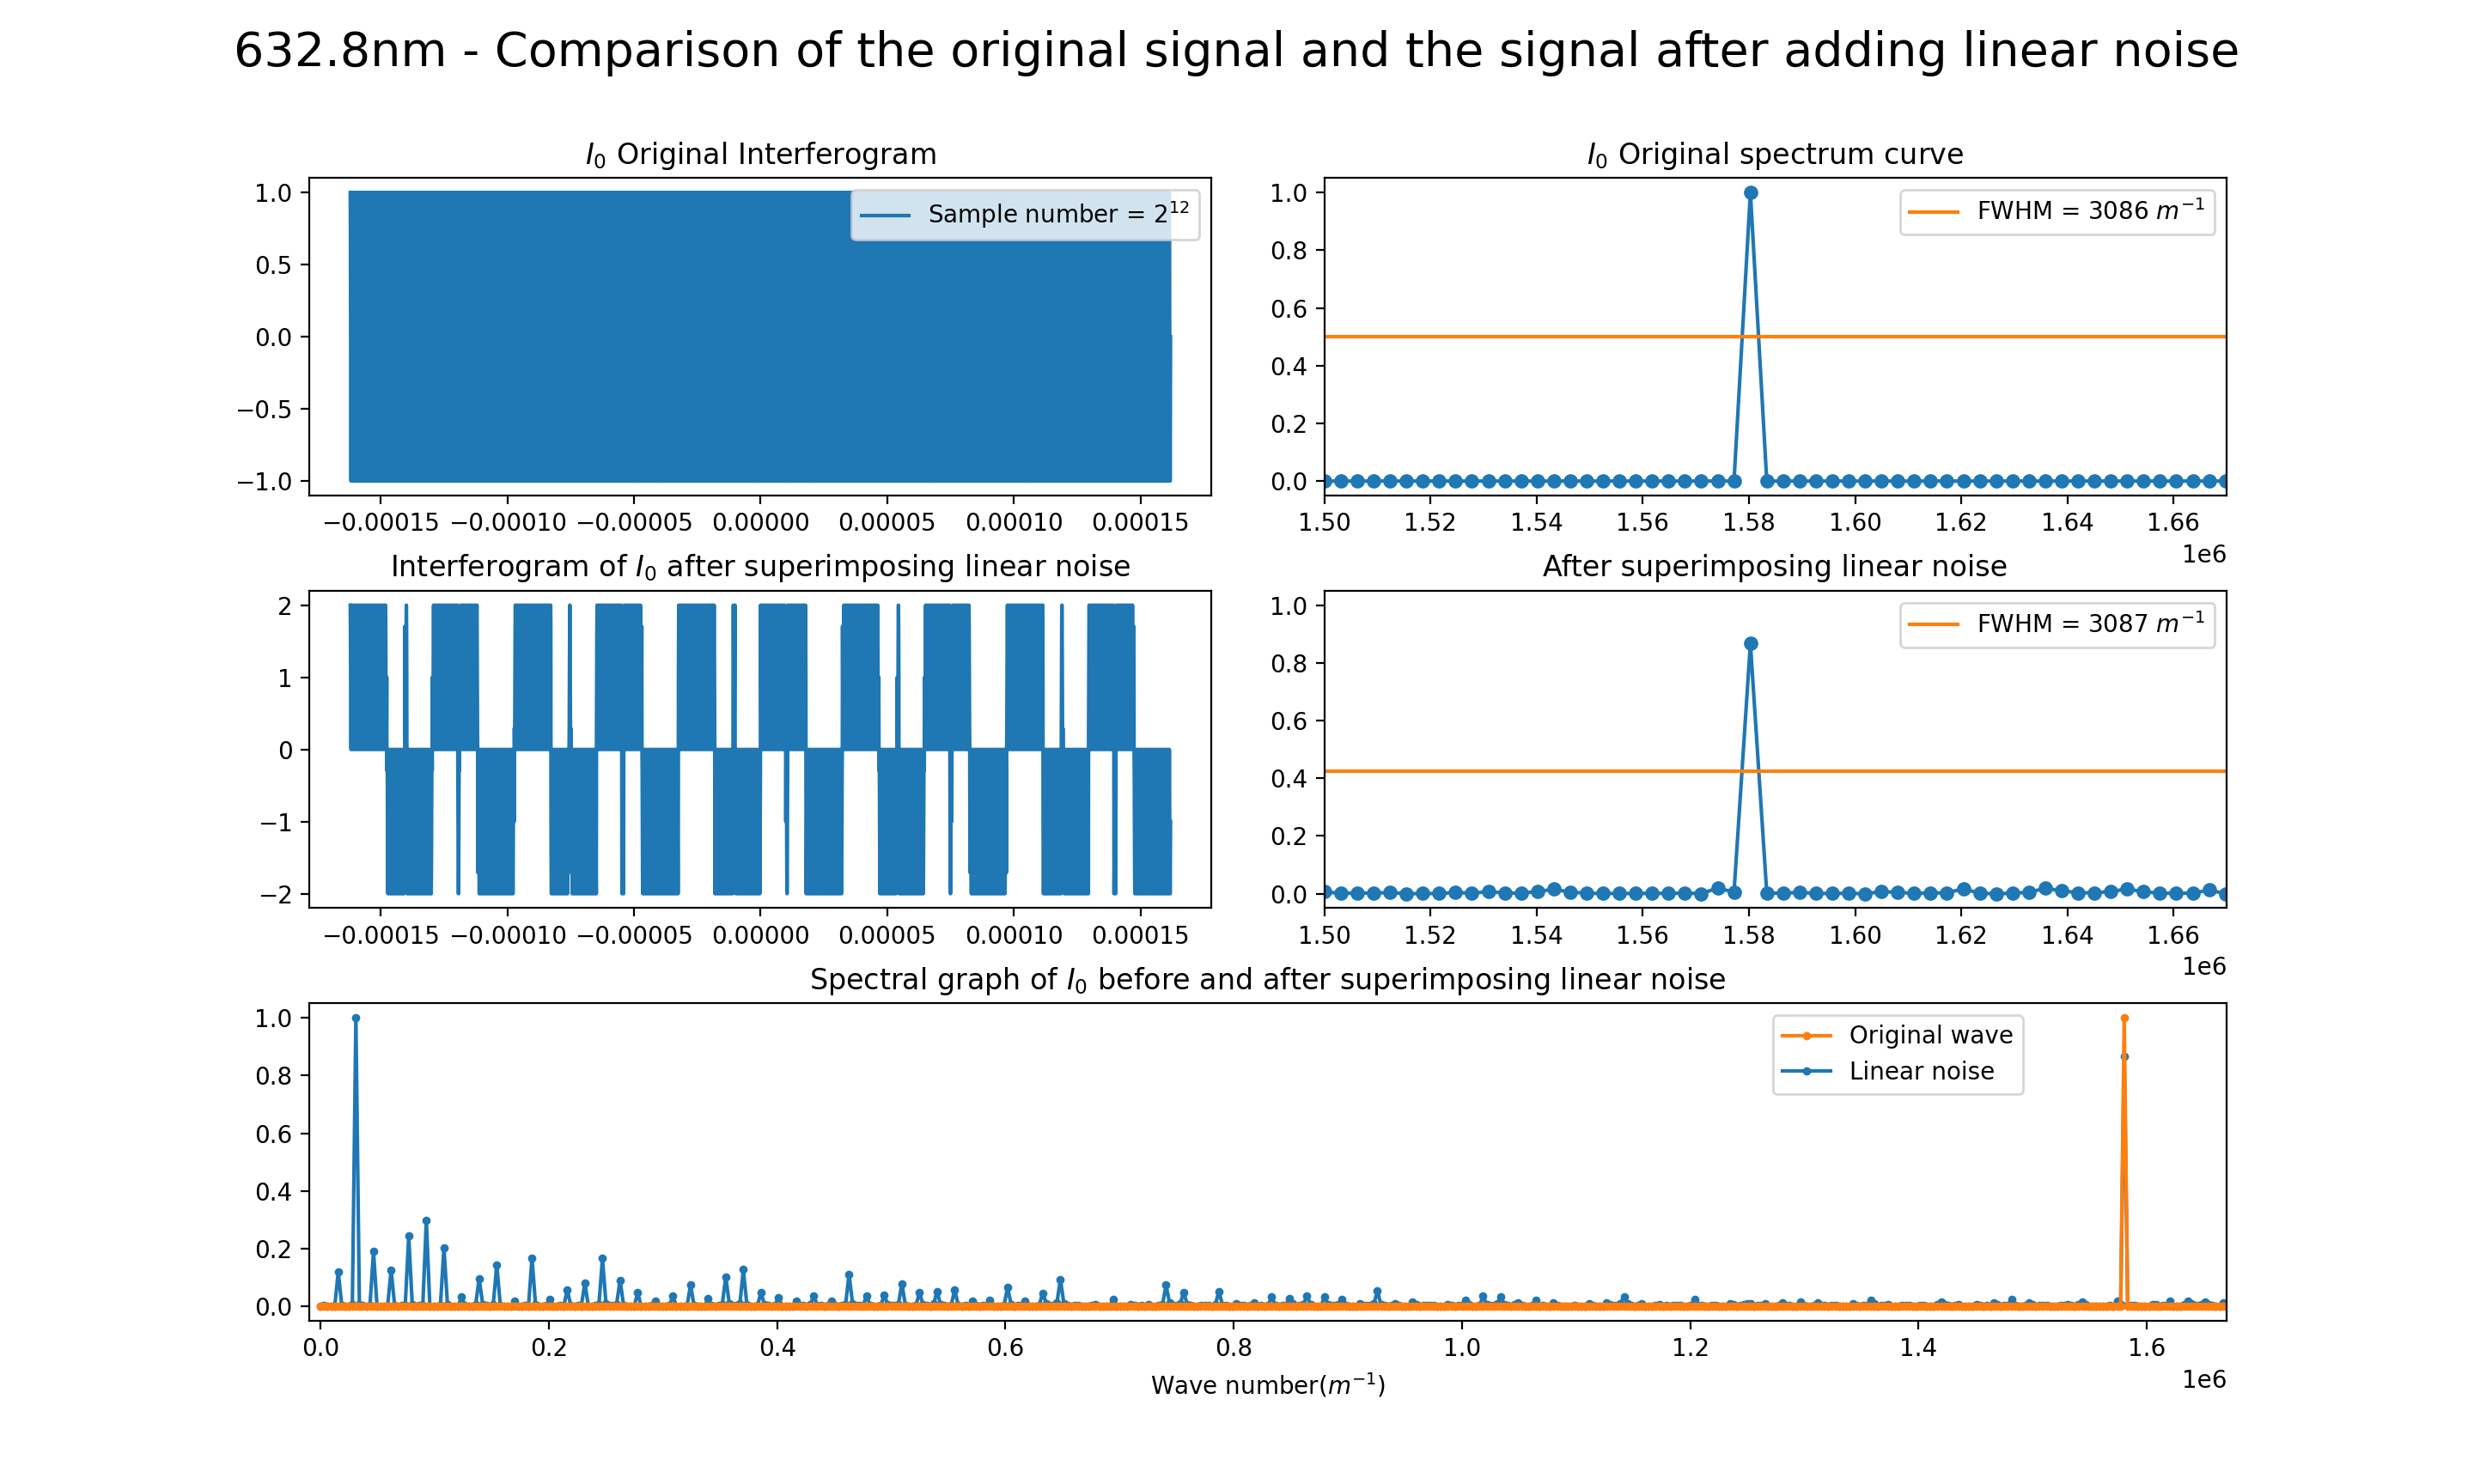 632.8nm - Comparison of the original signal and the signal after adding linear noise
I₀ Original Interferogram
1.0
0.5
0.0
−0.5
−1.0
Sample number = 2¹²
−0.00015 −0.00010 −0.00005 0.00000 0.00005 0.00010 0.00015
I₀ Original spectrum curve
1.0
0.8
0.6
0.4
0.2
0.0
FWHM = 3086 m⁻¹
1.50 1.52 1.54 1.56 1.58 1.60 1.62 1.64 1.66
1e6
Interferogram of I₀ after superimposing linear noise
2
1
0
−1
−2
−0.00015 −0.00010 −0.00005 0.00000 0.00005 0.00010 0.00015
After superimposing linear noise
1.0
0.8
0.6
0.4
0.2
0.0
FWHM = 3087 m⁻¹
1.50 1.52 1.54 1.56 1.58 1.60 1.62 1.64 1.66
1e6
Spectral graph of I₀ before and after superimposing linear noise
1.0
0.8
0.6
0.4
0.2
0.0
Original wave
Linear noise
0.0 0.2 0.4 0.6 0.8 1.0 1.2 1.4 1.6
1e6
Wave number(m⁻¹)